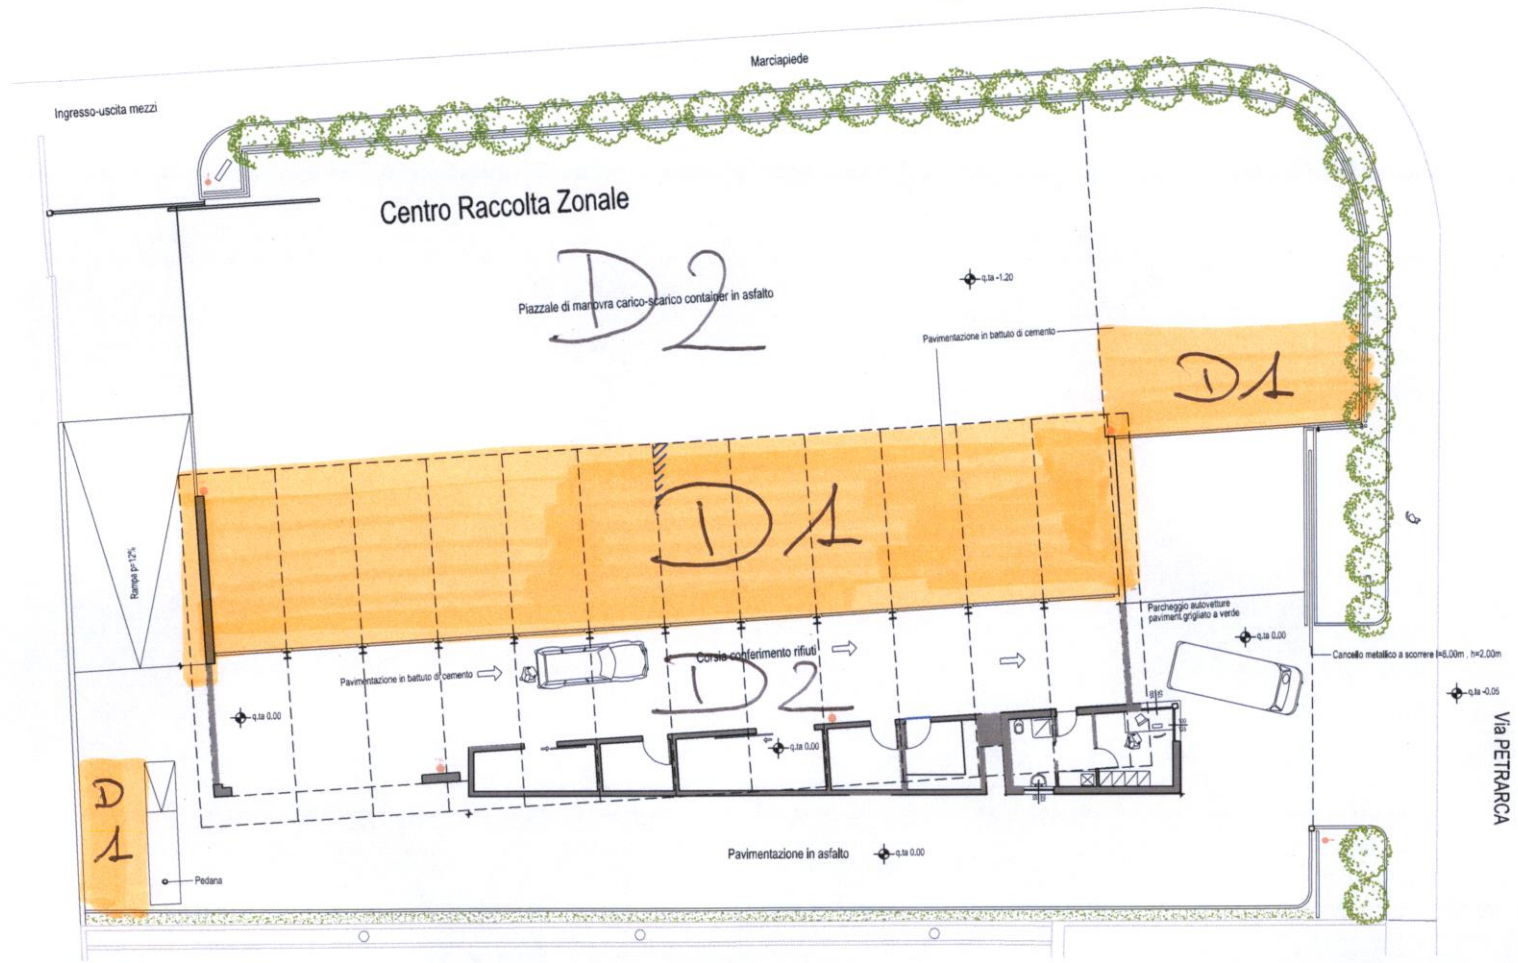 Marciapiede
Ingresso-uscita mezzi
Centro Raccolta Zonale
D2
Piazzale di manovra carico-scarico container in asfalto
q.ta -1.20
Pavimentazione in battuto di cemento
D1
D1
Rampa p=12%
Parcheggio autovetture
paviment.grigliato a verde
q.ta 0.00
Corsia conferimento rifiuti
Pavimentazione in battuto di cemento
D2
Cancello metallico a scorrere l=8.00m , h=2.00m
q.ta -0.05
q.ta 0.00
q.ta 0.00
Via PETRARCA
D
1
Pavimentazione in asfalto
q.ta 0.00
Pedana